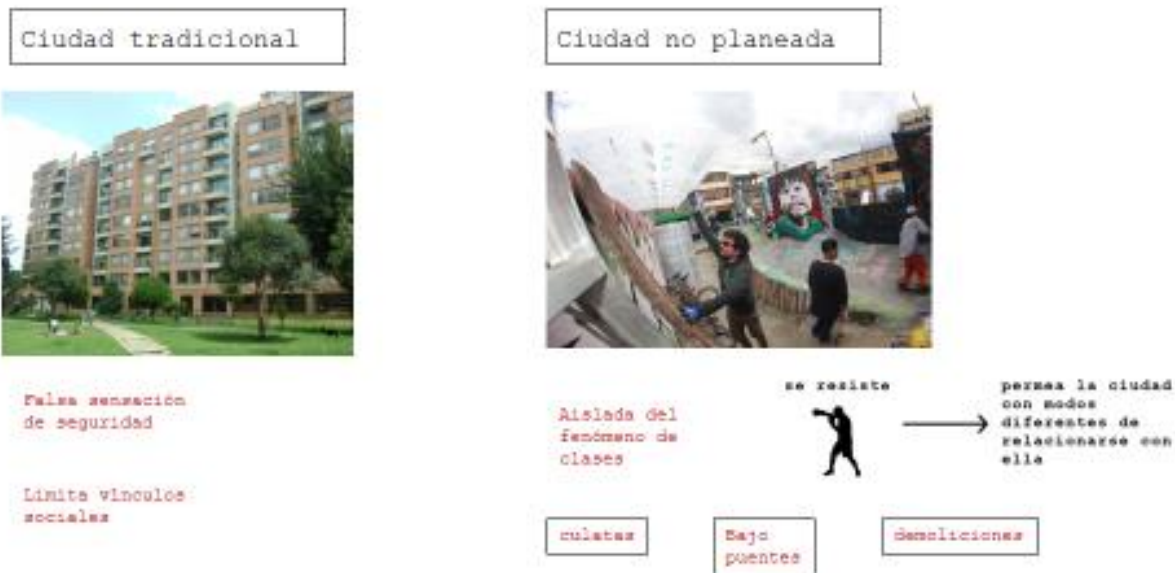 Ciudad tradicional
Ciudad no planeada
Falsa sensación
de seguridad
Limita vínculos
sociales
Aislada del
fenómeno de
clases
se resiste
permea la ciudad
con modos
diferentes de
relacionarse con
ella
culatas
Bajo
puentes
demoliciones